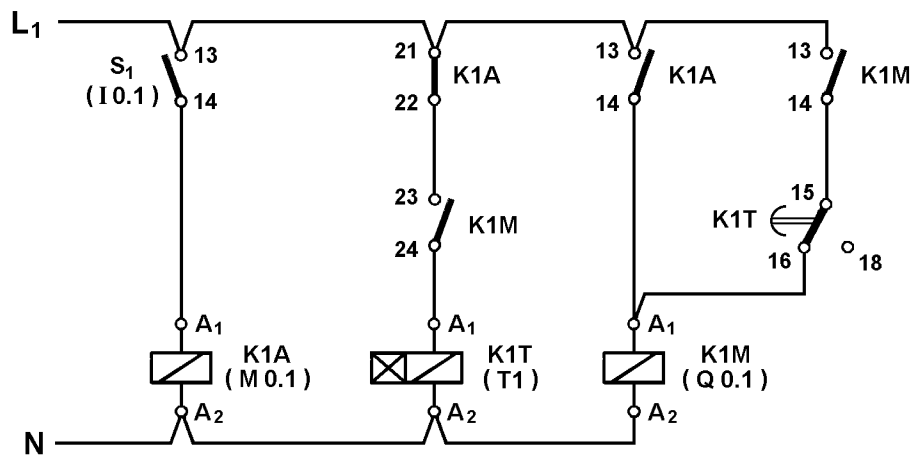 L1
13
S1
(I 0.1)
14
21
K1A
22
13
K1A
14
13
K1M
14
23
K1M
24
15
K1T
16
18
A1
K1A
(M 0.1)
A2
A1
K1T
(T1)
A2
A1
K1M
(Q 0.1)
A2
N